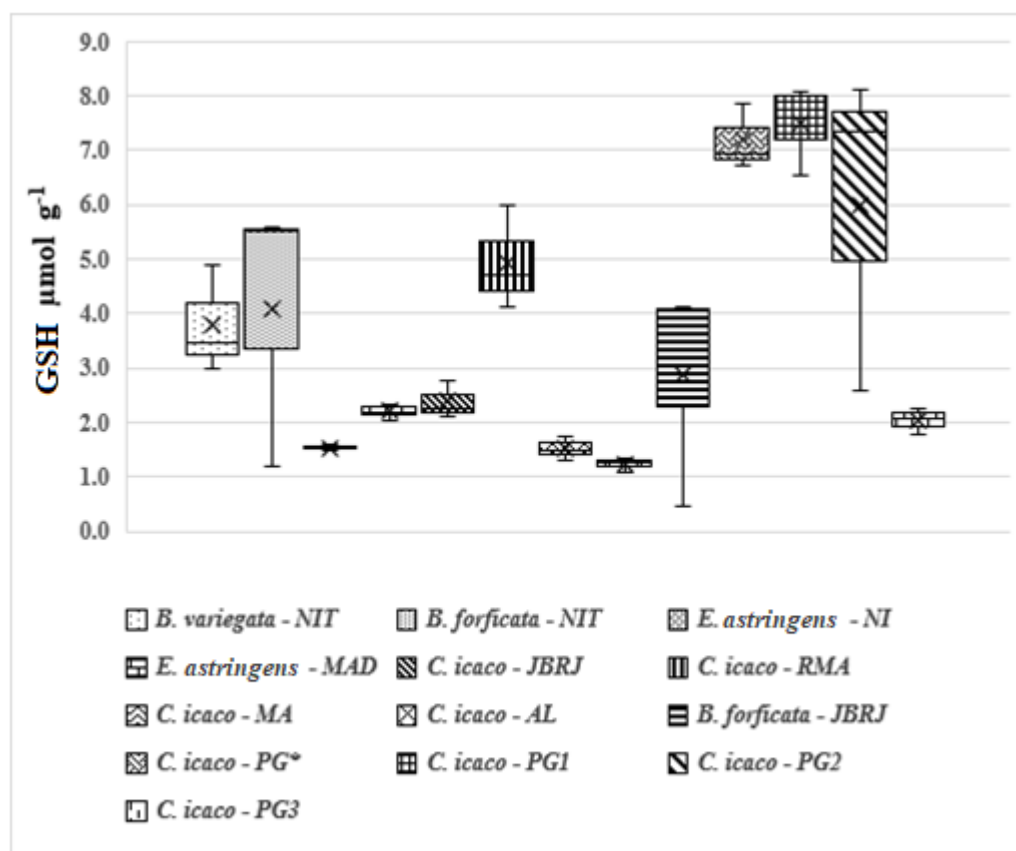 9.0
8.0
7.0
6.0
5.0
4.0
3.0
2.0
1.0
0.0
GSH µmol g⁻¹
B. variegata - NIT B. forficata - NIT E. astringens - NI
E. astringens - MAD C. icaco - JBRJ C. icaco - RMA
C. icaco - MA C. icaco - AL B. forficata - JBRJ
C. icaco - PG* C. icaco - PG1 C. icaco - PG2
C. icaco - PG3